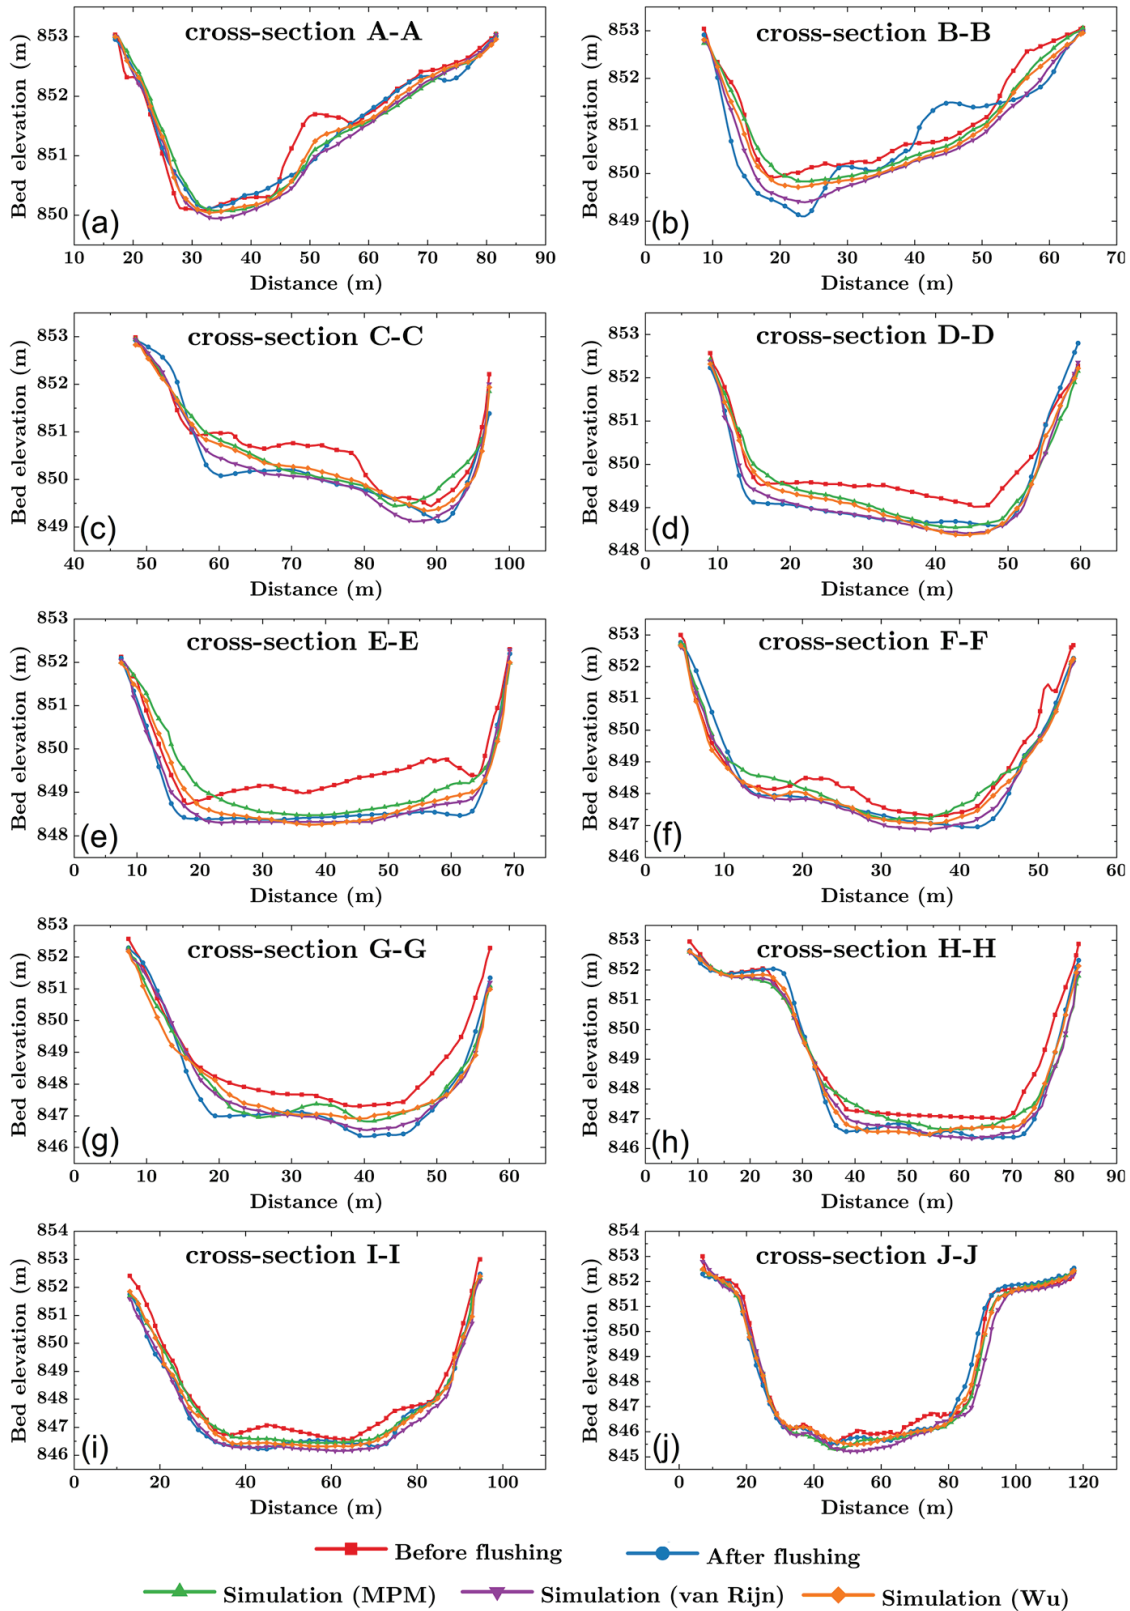 cross-section A-A
Bed elevation (m)
853
852
851
850
(a)
10 20 30 40 50 60 70 80 90
Distance (m)
cross-section B-B
Bed elevation (m)
853
852
851
850
849
(b)
0 10 20 30 40 50 60 70
Distance (m)
cross-section C-C
Bed elevation (m)
853
852
851
850
849
(c)
40 50 60 70 80 90 100
Distance (m)
cross-section D-D
Bed elevation (m)
853
852
851
850
849
848
(d)
0 10 20 30 40 50 60
Distance (m)
cross-section E-E
Bed elevation (m)
853
852
851
850
849
848
(e)
0 10 20 30 40 50 60 70
Distance (m)
cross-section F-F
Bed elevation (m)
853
852
851
850
849
848
847
846
(f)
0 10 20 30 40 50 60
Distance (m)
cross-section G-G
Bed elevation (m)
853
852
851
850
849
848
847
846
(g)
0 10 20 30 40 50 60
Distance (m)
cross-section H-H
Bed elevation (m)
853
852
851
850
849
848
847
846
(h)
0 10 20 30 40 50 60 70 80 90
Distance (m)
cross-section I-I
Bed elevation (m)
854
853
852
851
850
849
848
847
846
(i)
0 20 40 60 80 100
Distance (m)
cross-section J-J
Bed elevation (m)
854
853
852
851
850
849
848
847
846
845
(j)
0 20 40 60 80 100 120
Distance (m)
Before flushing After flushing
Simulation (MPM) Simulation (van Rijn) Simulation (Wu)